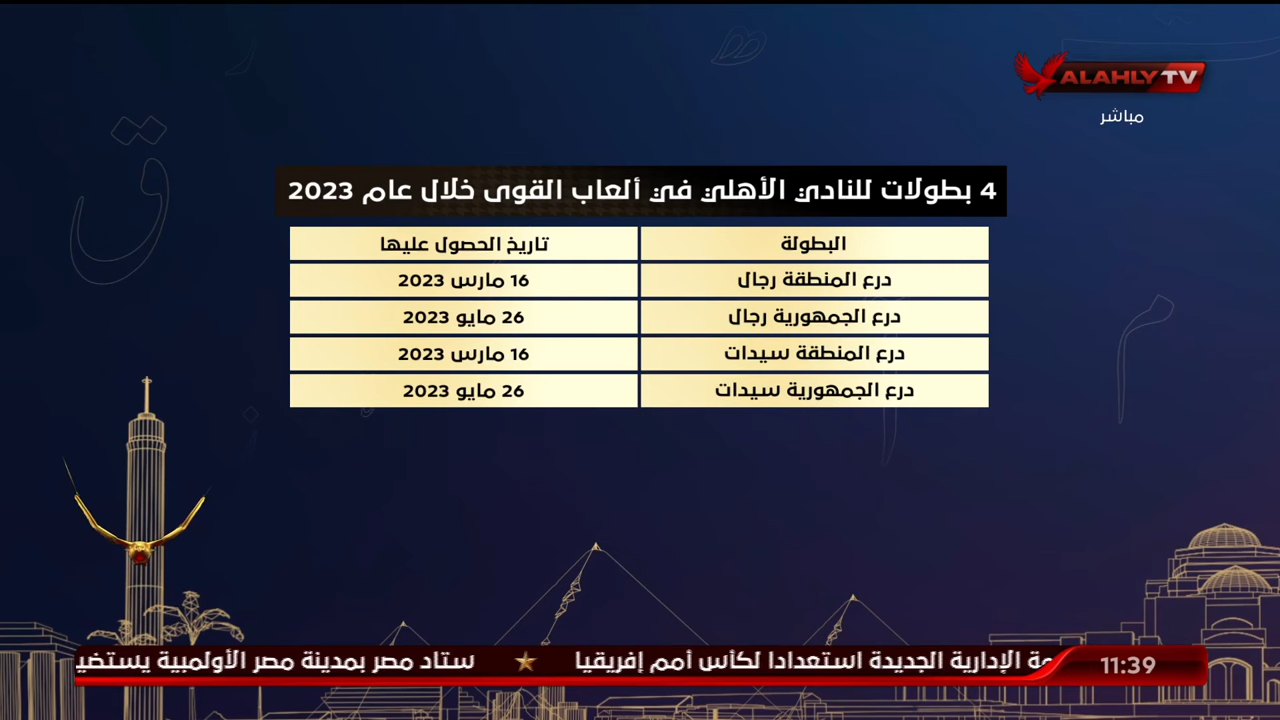 ALAHLY TV
مباشر
4 بطولات للنادي الأهلي في ألعاب القوى خلال عام 2023
البطولة تاريخ الحصول عليها
درع المنطقة رجال 16 مارس 2023
درع الجمهورية رجال 26 مايو 2023
درع المنطقة سيدات 16 مارس 2023
درع الجمهورية سيدات 26 مايو 2023
11:39 الإدارية الجديدة استعدادا لكأس أمم إفريقيا ستاد مصر بمدينة مصر الأولمبية